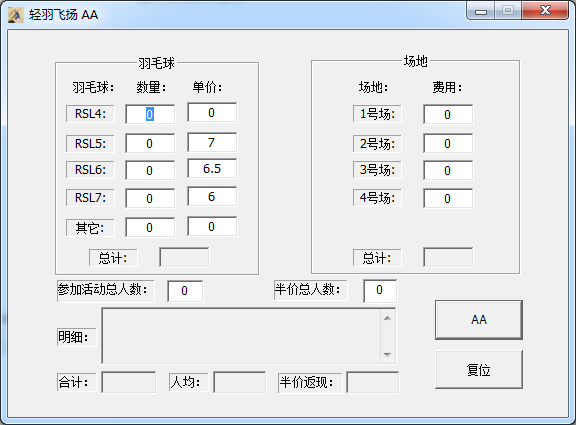 轻羽飞扬 AA
羽毛球
羽毛球: 数量: 单价:
RSL4: 0 0
RSL5: 0 7
RSL6: 0 6.5
RSL7: 0 6
其它: 0 0
总计:
场地
场地: 费用:
1号场: 0
2号场: 0
3号场: 0
4号场: 0
总计:
参加活动总人数: 0
半价总人数: 0
明细:
AA
复位
合计: 人均: 半价返现: